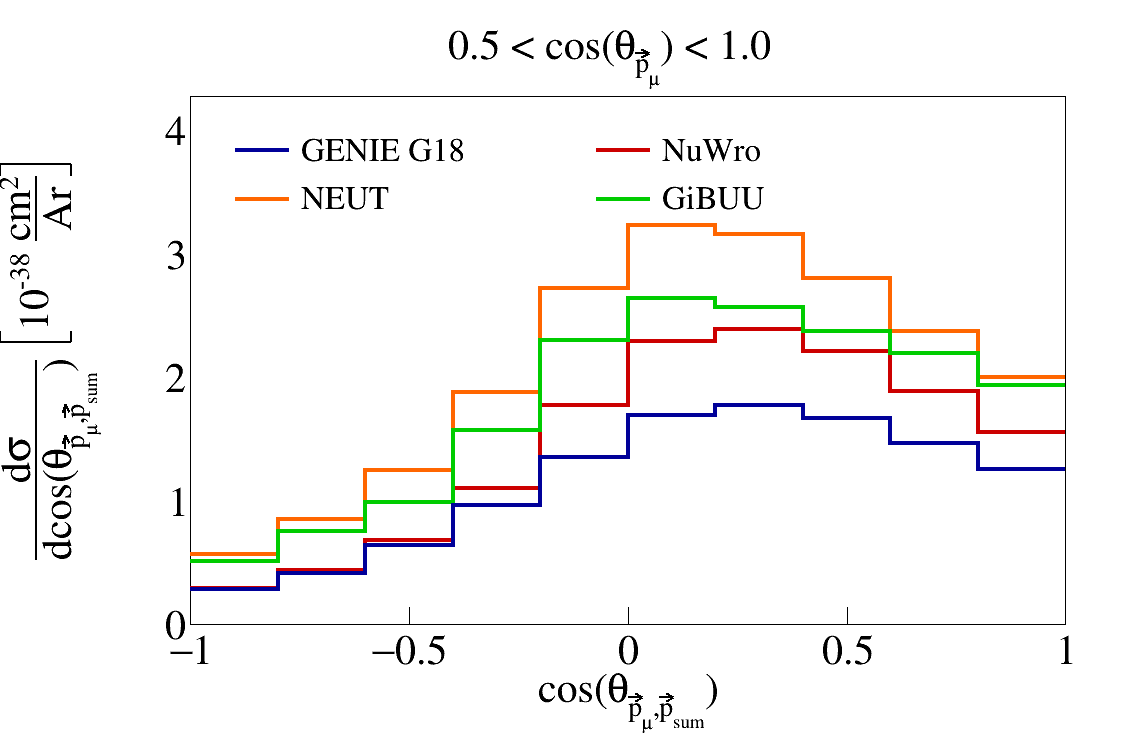 0.5 < cos(θ_{p⃗_μ}) < 1.0
GENIE G18
NuWro
NEUT
GiBUU
dσ/dcos(θ_{p⃗_μ,p⃗_sum}) [10^{-38} cm²/Ar]
4
3
2
1
0
−1 −0.5 0 0.5 1
cos(θ_{p⃗_μ,p⃗_sum})